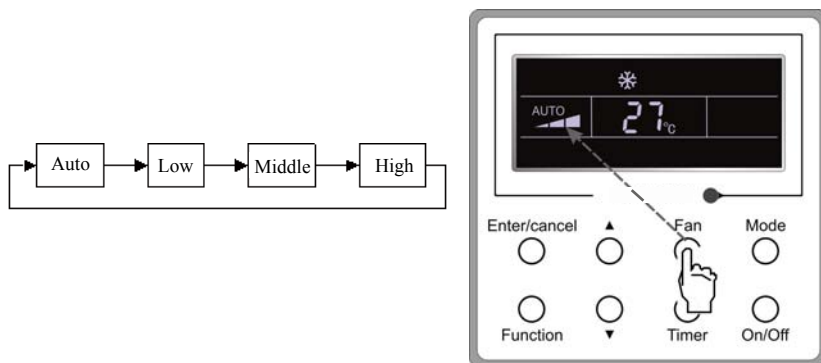 Auto Low Middle High
AUTO 27°C
Enter/cancel ▲ Fan Mode
Function ▼ Timer On/Off